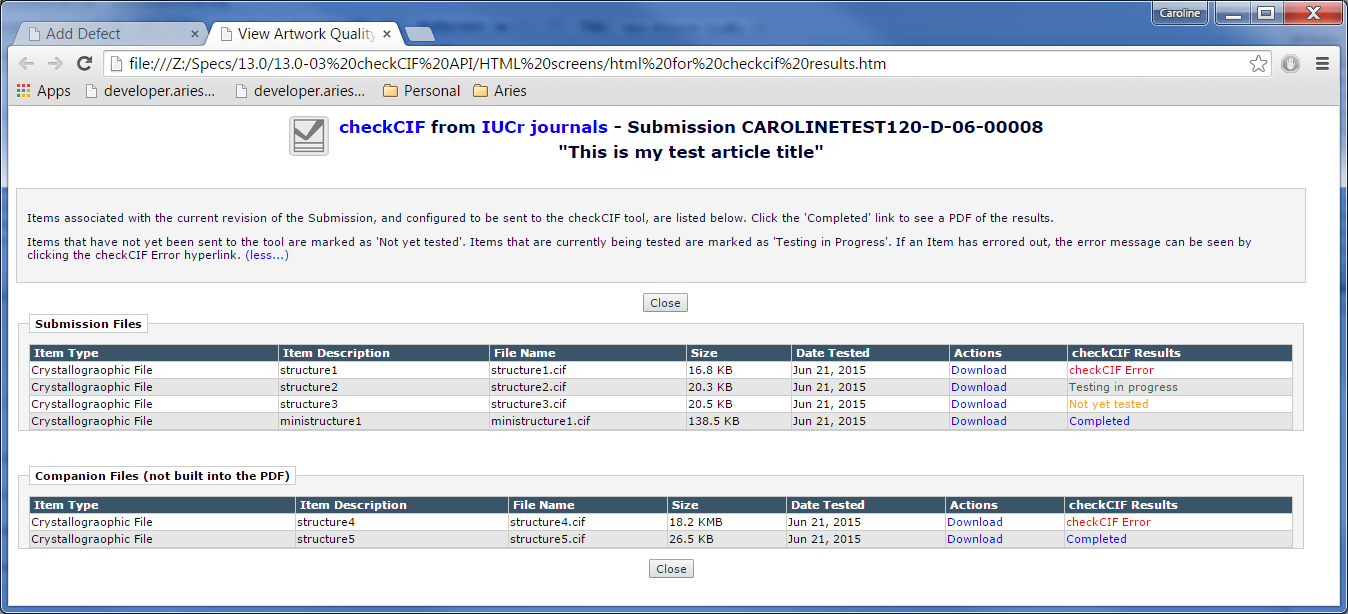 Caroline
Add Defect
View Artwork Quality
file:///Z:/Specs/13.0/13.0-03%20checkCIF%20API/HTML%20screens/html%20for%20checkcif%20results.htm
Apps developer.aries... developer.aries... Personal Aries
checkCIF from IUCr journals - Submission CAROLINETEST120-D-06-00008
"This is my test article title"
Items associated with the current revision of the Submission, and configured to be sent to the checkCIF tool, are listed below. Click the 'Completed' link to see a PDF of the results.
Items that have not yet been sent to the tool are marked as 'Not yet tested'. Items that are currently being tested are marked as 'Testing in Progress'. If an Item has errored out, the error message can be seen by
clicking the checkCIF Error hyperlink. (less...)
Close
Submission Files
Item Type Item Description File Name Size Date Tested Actions checkCIF Results
Crystallograophic File structure1 structure1.cif 16.8 KB Jun 21, 2015 Download checkCIF Error
Crystallograophic File structure2 structure2.cif 20.3 KB Jun 21, 2015 Download Testing in progress
Crystallograophic File structure3 structure3.cif 20.5 KB Jun 21, 2015 Download Not yet tested
Crystallograophic File ministructure1 ministructure1.cif 138.5 KB Jun 21, 2015 Download Completed
Companion Files (not built into the PDF)
Item Type Item Description File Name Size Date Tested Actions checkCIF Results
Crystallograophic File structure4 structure4.cif 18.2 KMB Jun 21, 2015 Download checkCIF Error
Crystallograophic File structure5 structure5.cif 26.5 KB Jun 21, 2015 Download Completed
Close